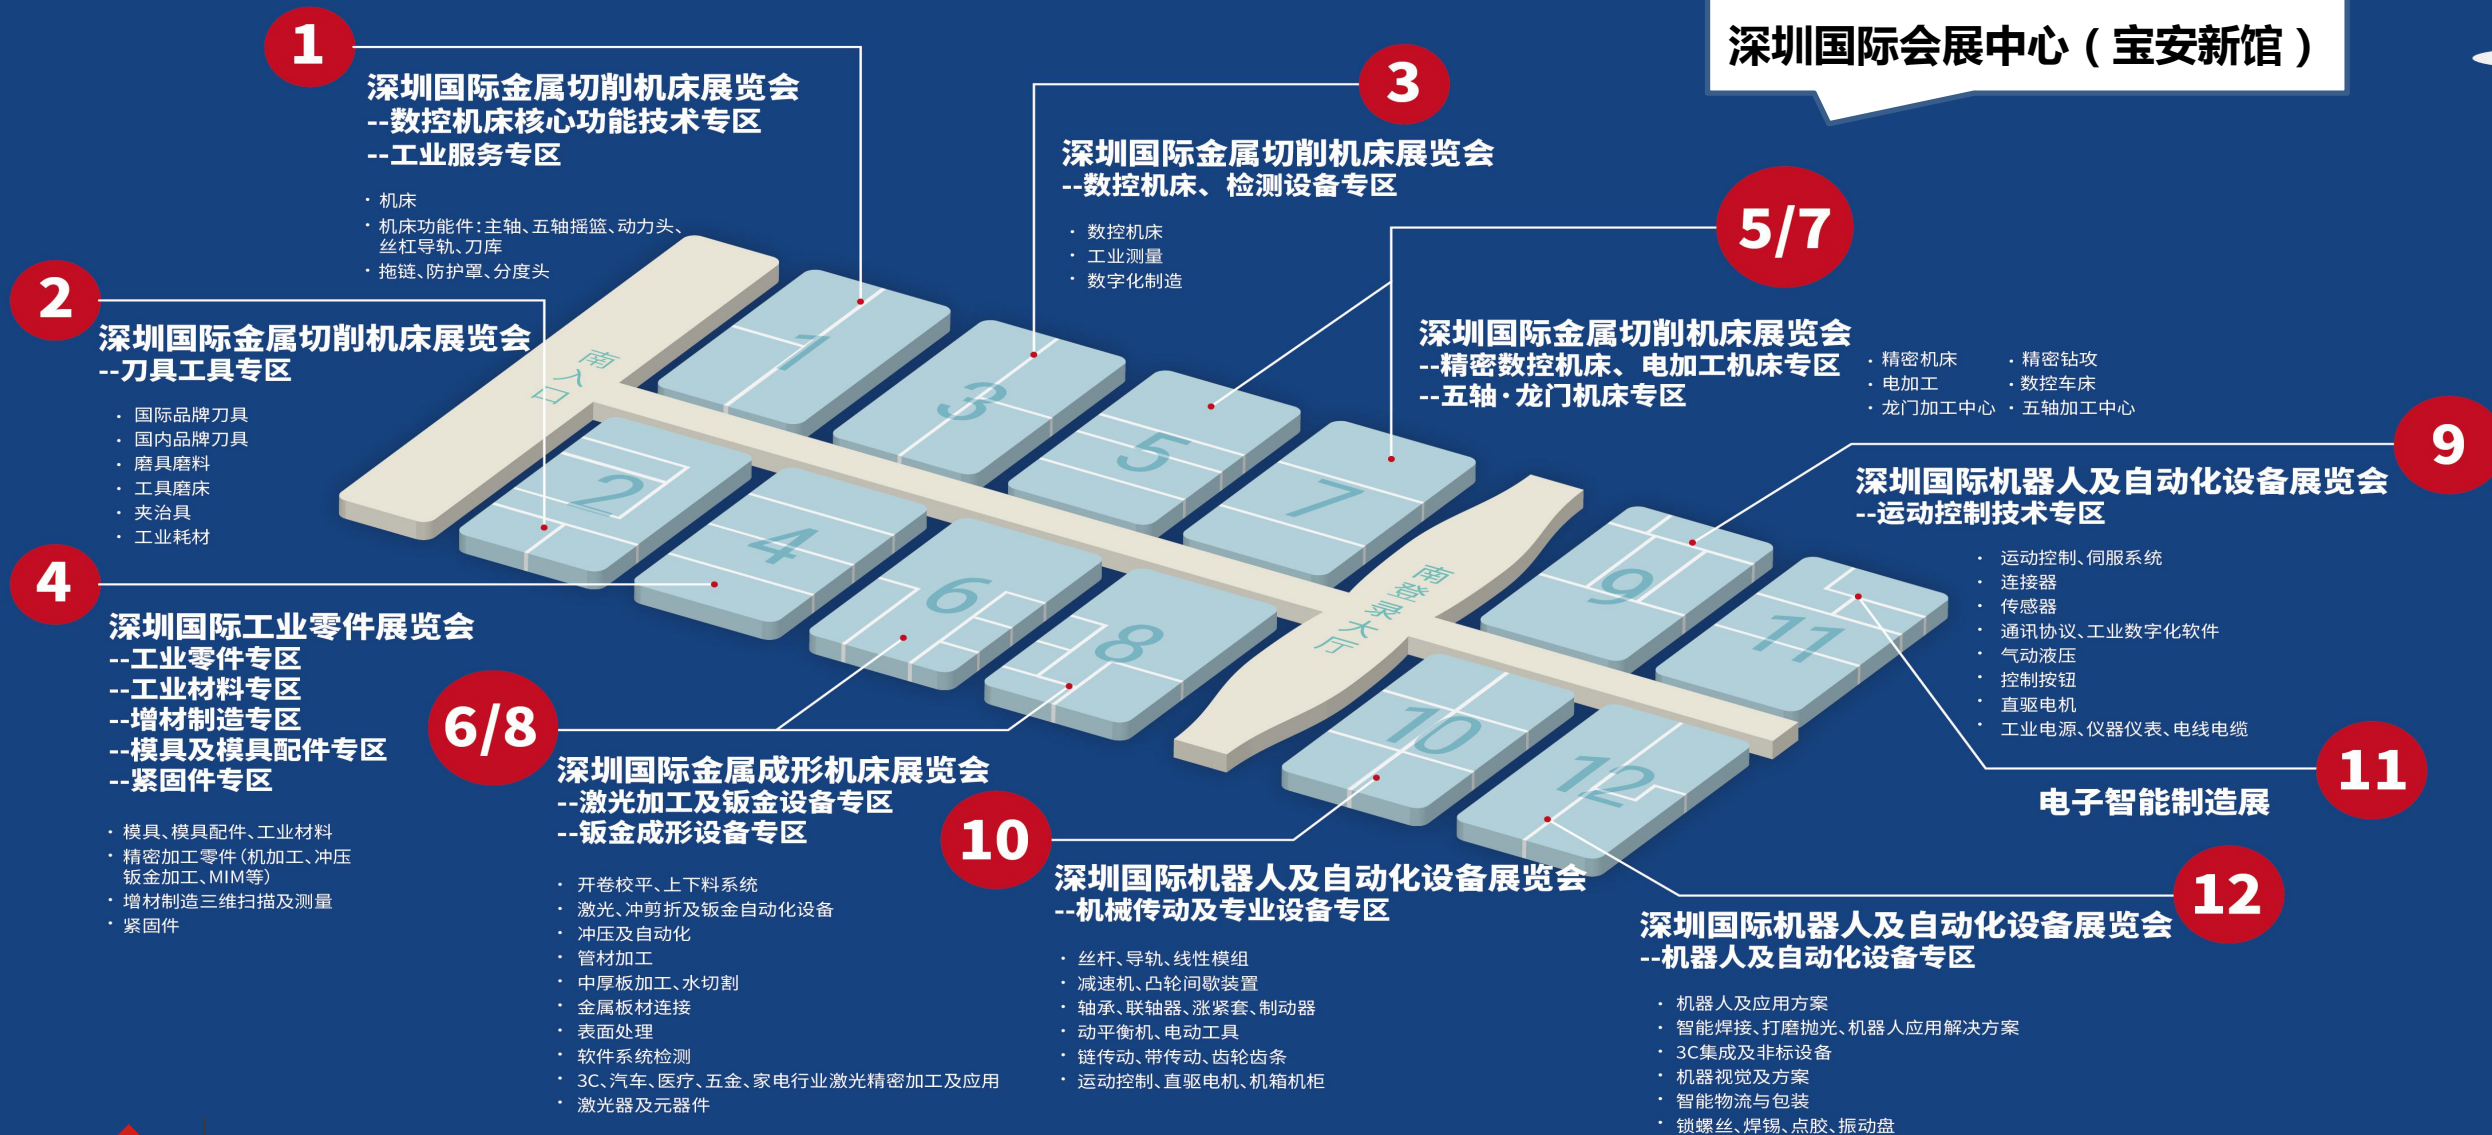 深圳国际会展中心（宝安新馆）
1
深圳国际金属切削机床展览会
--数控机床核心功能技术专区
--工业服务专区
· 机床
· 机床功能件：主轴、五轴摇篮、动力头、
丝杠导轨、刀库
· 拖链、防护罩、分度头
3
深圳国际金属切削机床展览会
--数控机床、检测设备专区
· 数控机床
· 工业测量
· 数字化制造
5/7
深圳国际金属切削机床展览会
--精密数控机床、电加工机床专区
--五轴·龙门机床专区
· 精密机床
· 电加工
· 龙门加工中心
· 精密钻攻
· 数控车床
· 五轴加工中心
2
深圳国际金属切削机床展览会
--刀具工具专区
· 国际品牌刀具
· 国内品牌刀具
· 磨具磨料
· 工具磨床
· 夹治具
· 工业耗材
9
深圳国际机器人及自动化设备展览会
--运动控制技术专区
· 运动控制、伺服系统
· 连接器
· 传感器
· 通讯协议、工业数字化软件
· 气动液压
· 控制按钮
· 直驱电机
· 工业电源、仪器仪表、电线电缆
南入口
1
3
5
7
2
4
6
8
南登录大厅
9
11
10
12
4
深圳国际工业零件展览会
--工业零件专区
--工业材料专区
--增材制造专区
--模具及模具配件专区
--紧固件专区
· 模具、模具配件、工业材料
· 精密加工零件（机加工、冲压
钣金加工、MIM等）
· 增材制造三维扫描及测量
· 紧固件
6/8
深圳国际金属成形机床展览会
--激光加工及钣金设备专区
--钣金成形设备专区
· 开卷校平、上下料系统
· 激光、冲剪折及钣金自动化设备
· 冲压及自动化
· 管材加工
· 中厚板加工、水切割
· 金属板材连接
· 表面处理
· 软件系统检测
· 3C、汽车、医疗、五金、家电行业激光精密加工及应用
· 激光器及元器件
10
深圳国际机器人及自动化设备展览会
--机械传动及专业设备专区
· 丝杆、导轨、线性模组
· 减速机、凸轮间歇装置
· 轴承、联轴器、涨紧套、制动器
· 动平衡机、电动工具
· 链传动、带传动、齿轮齿条
· 运动控制、直驱电机、机箱机柜
11
电子智能制造展
12
深圳国际机器人及自动化设备展览会
--机器人及自动化设备专区
· 机器人及应用方案
· 智能焊接、打磨抛光、机器人应用解决方案
· 3C集成及非标设备
· 机器视觉及方案
· 智能物流与包装
· 锁螺丝、焊锡、点胶、振动盘